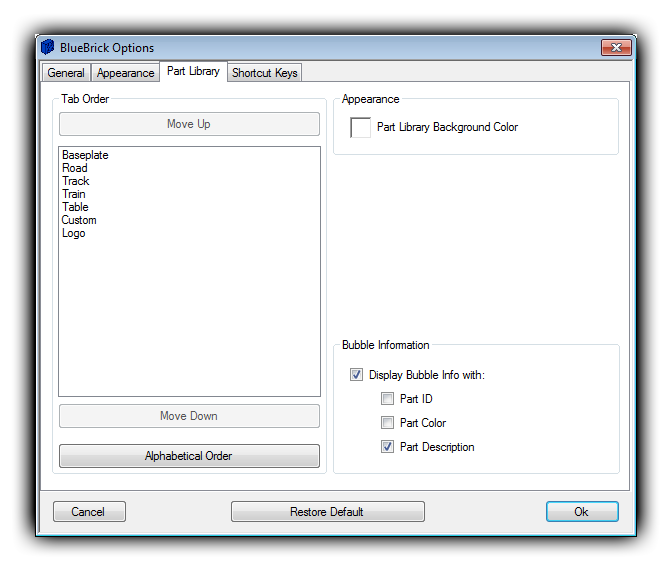 BlueBrick Options
General Appearance Part Library Shortcut Keys
Tab Order
Move Up
Baseplate
Road
Track
Train
Table
Custom
Logo
Move Down
Alphabetical Order
Appearance
Part Library Background Color
Bubble Information
Display Bubble Info with:
Part ID
Part Color
Part Description
Cancel Restore Default Ok